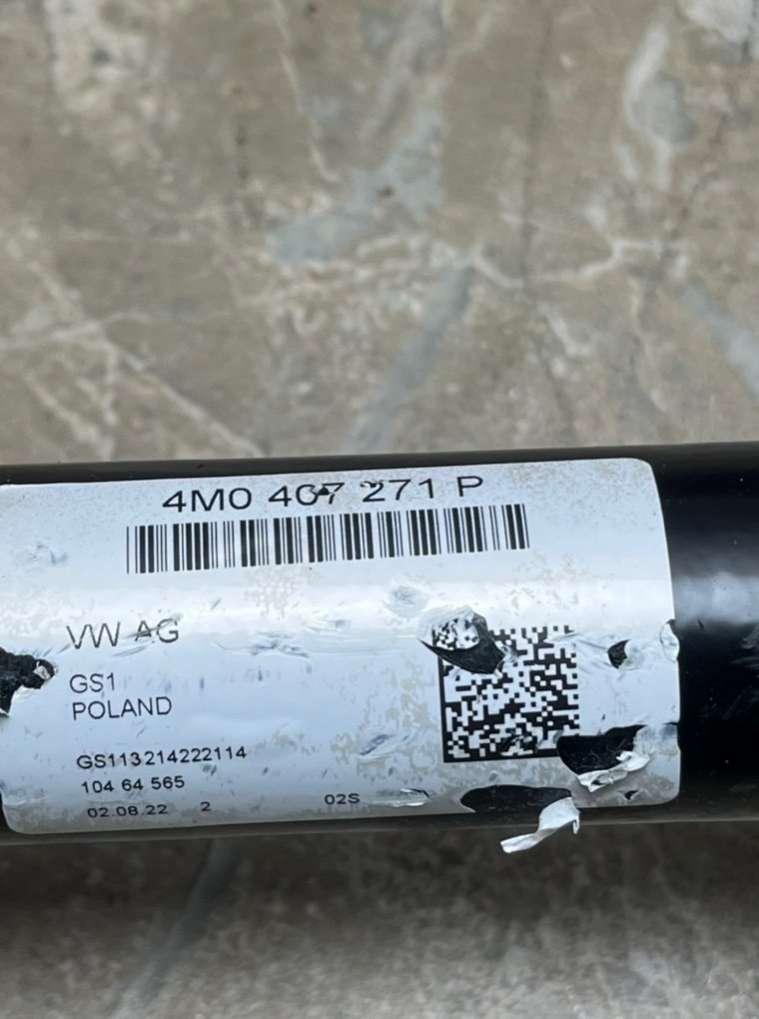 4M0 407 271 P
VW AG
GS1
POLAND
GS113214222114
104 64 565
02.08.22 2 02S